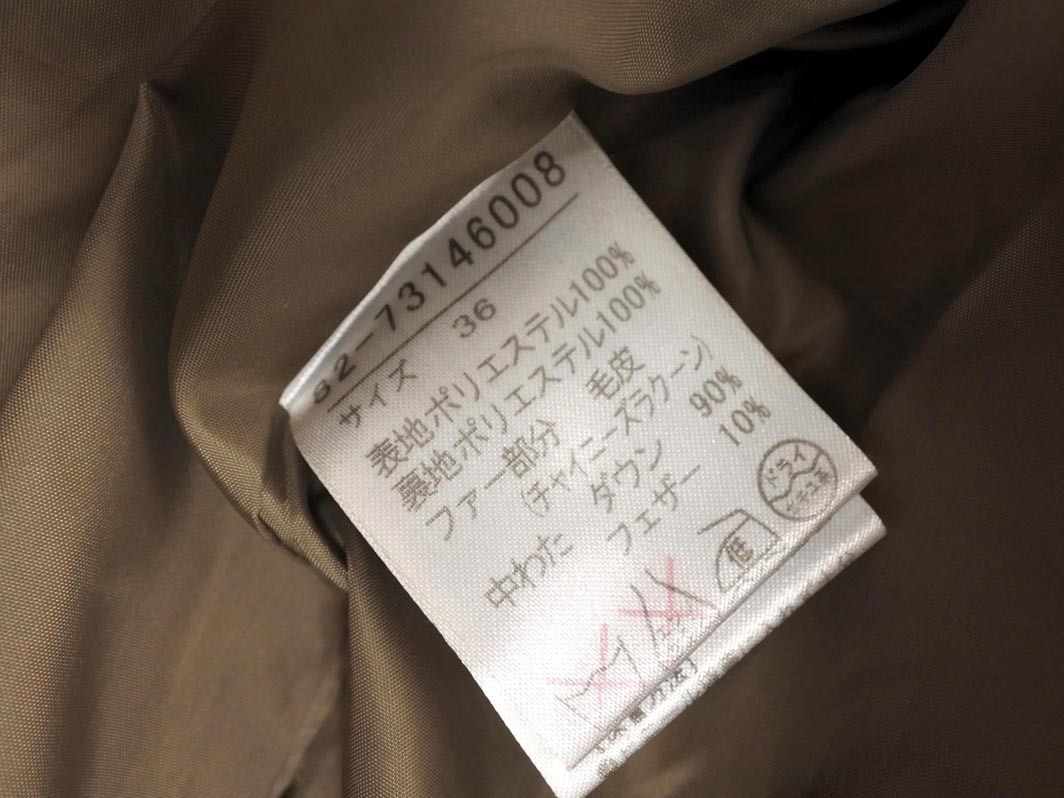 82-73146008
サイズ 36
表地 ポリエステル100%
裏地 ポリエステル100%
ファー部分 毛皮
(チャイニーズラクーン)
中わた ダウン 90%
フェザー 10%
ドライ
低